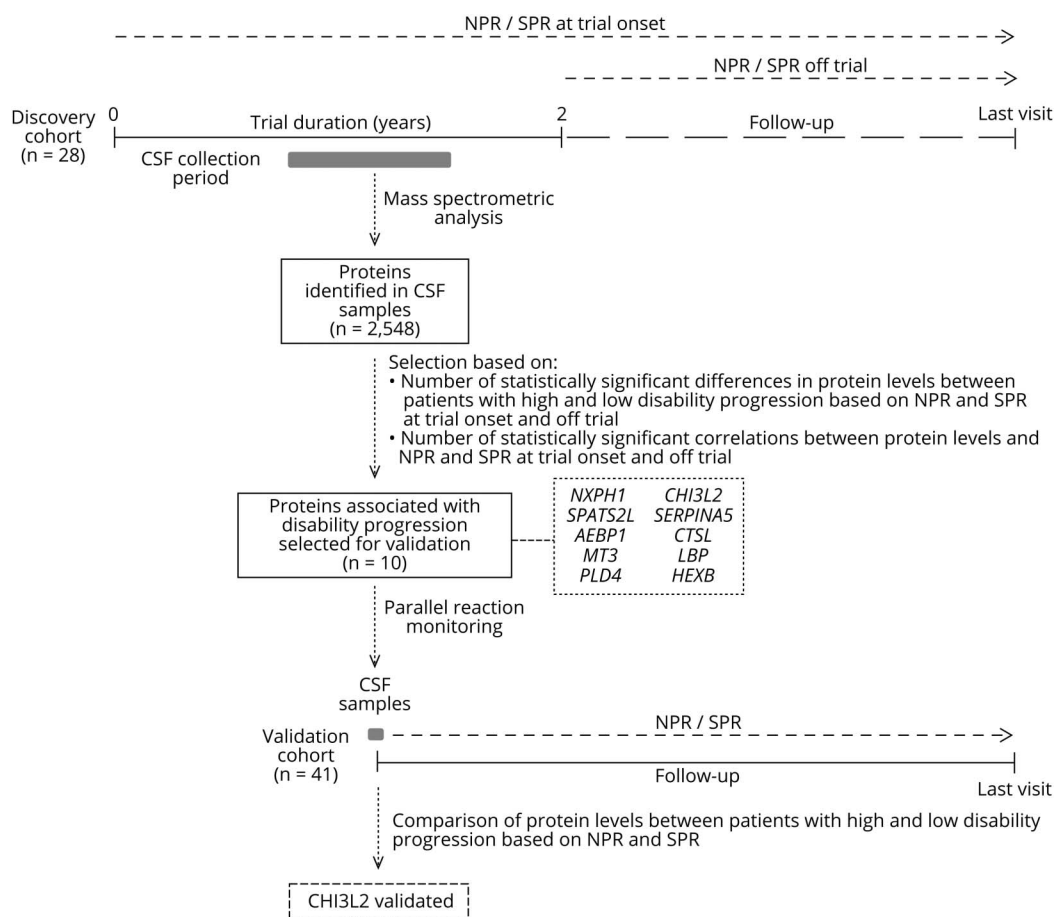 NPR / SPR at trial onset
NPR / SPR off trial
Discovery
cohort
(n = 28)
0
Trial duration (years)
2
Follow-up
Last visit
CSF collection
period
Mass spectrometric
analysis
Proteins
identified in CSF
samples
(n = 2,548)
Selection based on:
• Number of statistically significant differences in protein levels between
patients with high and low disability progression based on NPR and SPR
at trial onset and off trial
• Number of statistically significant correlations between protein levels and
NPR and SPR at trial onset and off trial
Proteins associated with
disability progression
selected for validation
(n = 10)
NXPH1 CHI3L2
SPATS2L SERPINA5
AEBP1 CTSL
MT3 LBP
PLD4 HEXB
Parallel reaction
monitoring
CSF
samples
Validation
cohort
(n = 41)
NPR / SPR
Follow-up
Last visit
Comparison of protein levels between patients with high and low disability
progression based on NPR and SPR
CHI3L2 validated